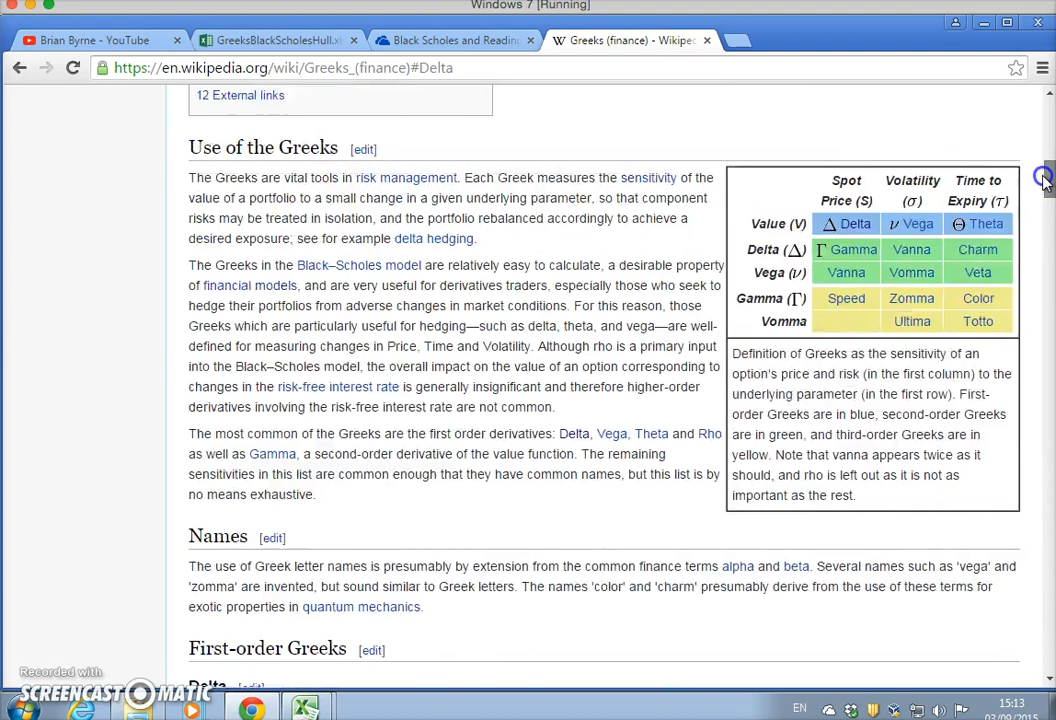 Windows 7 [Running]
Brian Byrne - YouTube
GreeksBlackScholesHull.xl
Black Scholes and Reading
Greeks (finance) - Wikipe
https://en.wikipedia.org/wiki/Greeks_(finance)#Delta
12 External links
Use of the Greeks [edit]
The Greeks are vital tools in risk management. Each Greek measures the sensitivity of the
value of a portfolio to a small change in a given underlying parameter, so that component
risks may be treated in isolation, and the portfolio rebalanced accordingly to achieve a
desired exposure; see for example delta hedging.
The Greeks in the Black–Scholes model are relatively easy to calculate, a desirable property
of financial models, and are very useful for derivatives traders, especially those who seek to
hedge their portfolios from adverse changes in market conditions. For this reason, those
Greeks which are particularly useful for hedging—such as delta, theta, and vega—are well-
defined for measuring changes in Price, Time and Volatility. Although rho is a primary input
into the Black–Scholes model, the overall impact on the value of an option corresponding to
changes in the risk-free interest rate is generally insignificant and therefore higher-order
derivatives involving the risk-free interest rate are not common.
The most common of the Greeks are the first order derivatives: Delta, Vega, Theta and Rho
as well as Gamma, a second-order derivative of the value function. The remaining
sensitivities in this list are common enough that they have common names, but this list is by
no means exhaustive.
Spot Volatility Time to
Price (S) (σ) Expiry (τ)
Value (V) Δ Delta ν Vega Θ Theta
Delta (Δ) Γ Gamma Vanna Charm
Vega (ν) Vanna Vomma Veta
Gamma (Γ) Speed Zomma Color
Vomma Ultima Totto
Definition of Greeks as the sensitivity of an
option's price and risk (in the first column) to the
underlying parameter (in the first row). First-
order Greeks are in blue, second-order Greeks
are in green, and third-order Greeks are in
yellow. Note that vanna appears twice as it
should, and rho is left out as it is not as
important as the rest.
Names [edit]
The use of Greek letter names is presumably by extension from the common finance terms alpha and beta. Several names such as 'vega' and
'zomma' are invented, but sound similar to Greek letters. The names 'color' and 'charm' presumably derive from the use of these terms for
exotic properties in quantum mechanics.
First-order Greeks [edit]
Delta [edit]
Recorded with
SCREENCAST-O-MATIC
EN
15:13
03/09/2015